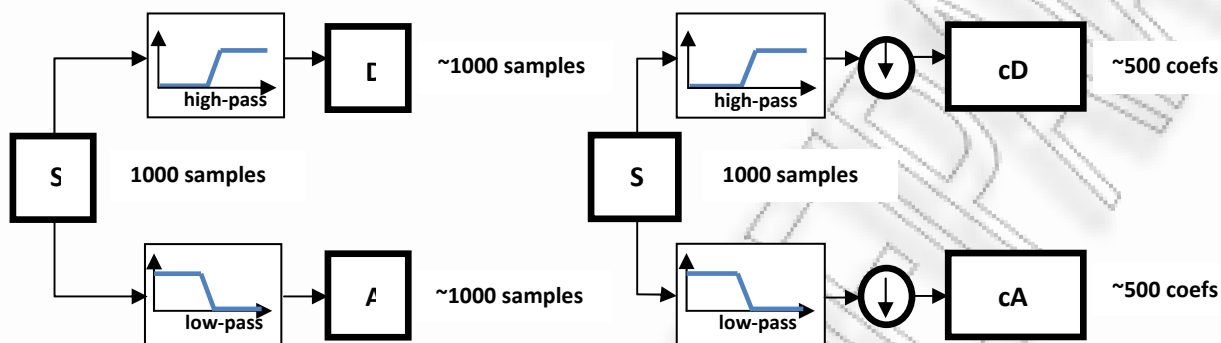 high-pass
D
~1000 samples
S
1000 samples
low-pass
A
~1000 samples
high-pass
cD
~500 coefs
S
1000 samples
low-pass
cA
~500 coefs